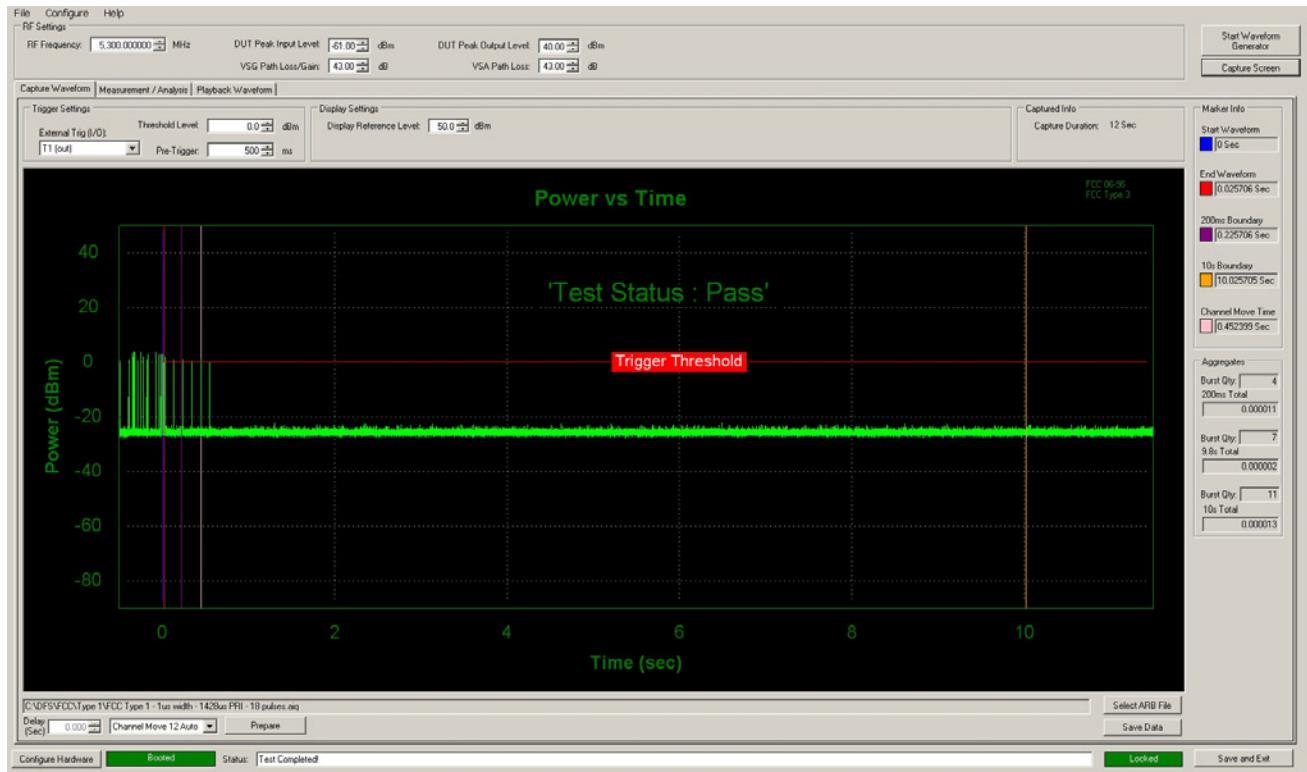 File Configure Help
RF Settings
RF Frequency: 5,300.000000 MHz DUT Peak Input Level: -61.00 dBm DUT Peak Output Level: 40.00 dBm
VSG Path Loss/Gain: 43.00 dB VSA Path Loss: 43.00 dB
Start Waveform Generator
Capture Screen
Capture Waveform Measurement / Analysis Playback Waveform
Trigger Settings
External Trig (I/O): Threshold Level: 0.0 dBm
T1 (out) Pre-Trigger: 500 ms
Display Settings
Display Reference Level: 50.0 dBm
Captured Info
Capture Duration: 12 Sec
Marker Info
Start Waveform
0 Sec
End Waveform
0.025706 Sec
200ms Boundary
0.225706 Sec
10s Boundary
10.025705 Sec
Channel Move Time
0.452399 Sec
Aggregates
Burst Qty: 4
200ms Total
0.000011
Burst Qty: 7
9.8s Total
0.000002
Burst Qty: 11
10s Total
0.000013
FCC 06-96
FCC Type 3
Power vs Time
'Test Status : Pass'
Trigger Threshold
Power (dBm)
40
20
0
-20
-40
-60
-80
0 2 4 6 8 10
Time (sec)
C:\DFS\FCC\Type 1\FCC Type 1 - 1us width - 1428us PRI - 18 pulses.aiq
Select ARB File
Delay (Sec) 0.000 Channel Move 12 Auto Prepare
Save Data
Configure Hardware Booted Status: Test Completed! Locked Save and Exit